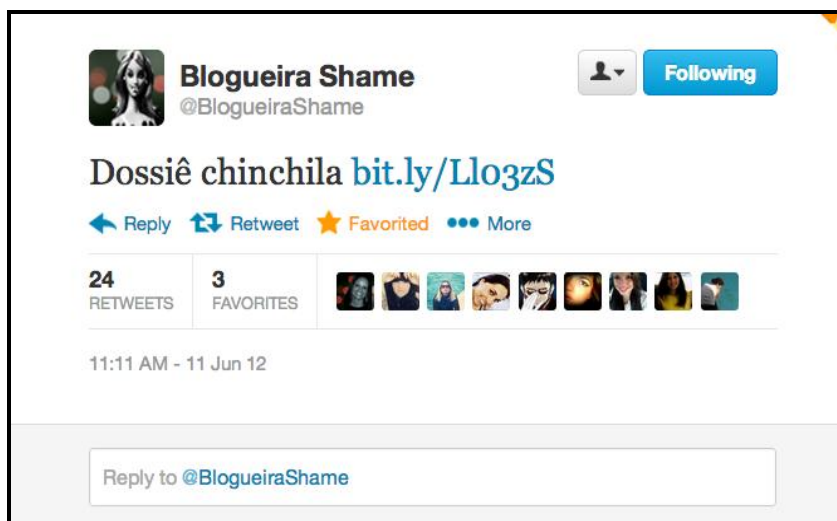 Blogueira Shame
@BlogueiraShame
Following
Dossiê chinchila bit.ly/Llo3zS
Reply Retweet Favorited More
24
RETWEETS
3
FAVORITES
11:11 AM - 11 Jun 12
Reply to @BlogueiraShame